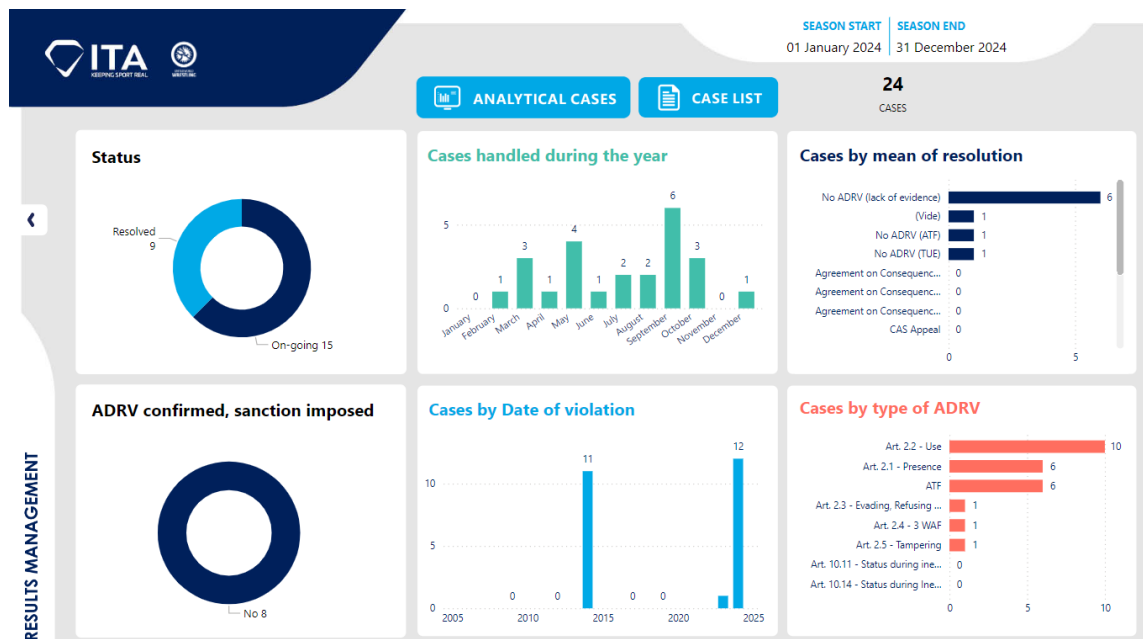 SEASON START
SEASON END
01 January 2024
31 December 2024
ITA
KEEPING SPORT REAL
ANALYTICAL CASES
CASE LIST
24
CASES
Status
Resolved
9
On-going 15
Cases handled during the year
5
0
0
1
3
1
4
1
2
2
6
3
0
1
January
February
March
April
May
June
July
August
September
October
November
December
Cases by mean of resolution
No ADRV (lack of evidence) 6
(Vide) 1
No ADRV (ATF) 1
No ADRV (TUE) 1
Agreement on Consequenc... 0
Agreement on Consequenc... 0
Agreement on Consequenc... 0
CAS Appeal 0
0 5
RESULTS MANAGEMENT
ADRV confirmed, sanction imposed
No 8
Cases by Date of violation
10
5
0
0
0
11
0
0
12
2005 2010 2015 2020 2025
Cases by type of ADRV
Art. 2.2 - Use 10
Art. 2.1 - Presence 6
ATF 6
Art. 2.3 - Evading, Refusing ... 1
Art. 2.4 - 3 WAF 1
Art. 2.5 - Tampering 1
Art. 10.11 - Status during ine... 0
Art. 10.14 - Status during Ine... 0
0 5 10